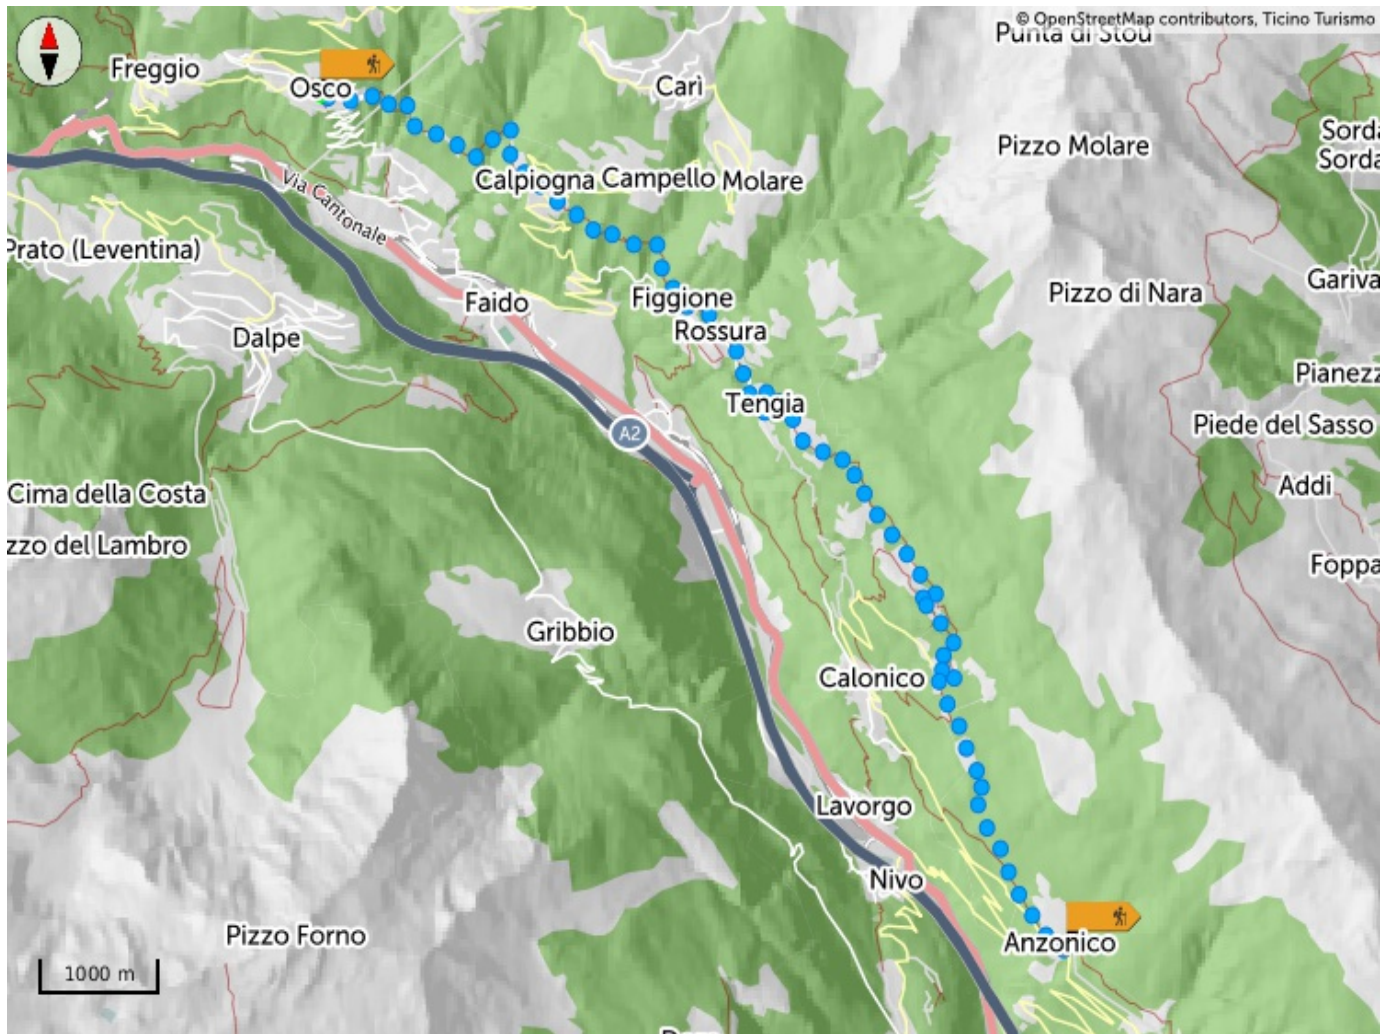 © OpenStreetMap contributors, Ticino Turismo
Punta di Stou
Freggio
Osco
Carì
Sorda
Sorda
Pizzo Molare
Calpiogna
Campello
Molare
Via Cantonale
Prato (Leventina)
Gariva
Pizzo di Nara
Figgione
Faido
Rossura
Dalpe
Pianezz
Tengia
Piede del Sasso
A2
Cima della Costa
Addi
zzo del Lambro
Foppa
Gribbio
Calonico
Lavorgo
Nivo
Pizzo Forno
Anzonico
1000 m